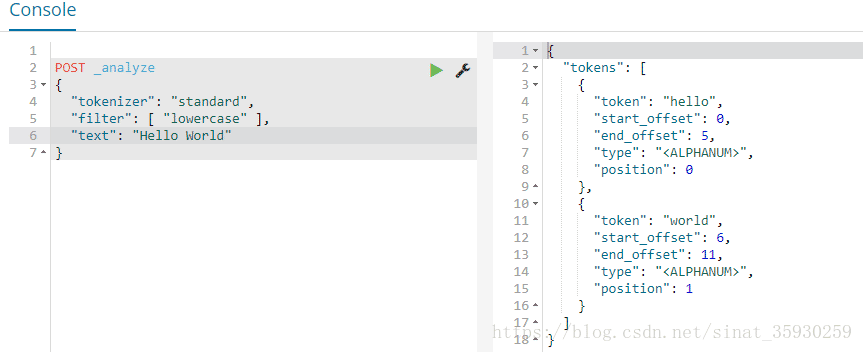 Console
1
2 POST _analyze
3 {
4 "tokenizer": "standard",
5 "filter": [ "lowercase" ],
6 "text": "Hello World"
7 }
1 {
2 "tokens": [
3 {
4 "token": "hello",
5 "start_offset": 0,
6 "end_offset": 5,
7 "type": "<ALPHANUM>",
8 "position": 0
9 },
10 {
11 "token": "world",
12 "start_offset": 6,
13 "end_offset": 11,
14 "type": "<ALPHANUM>",
15 "position": 1
16 }
17 ]
18 }
https://blog.csdn.net/sinat_35930259